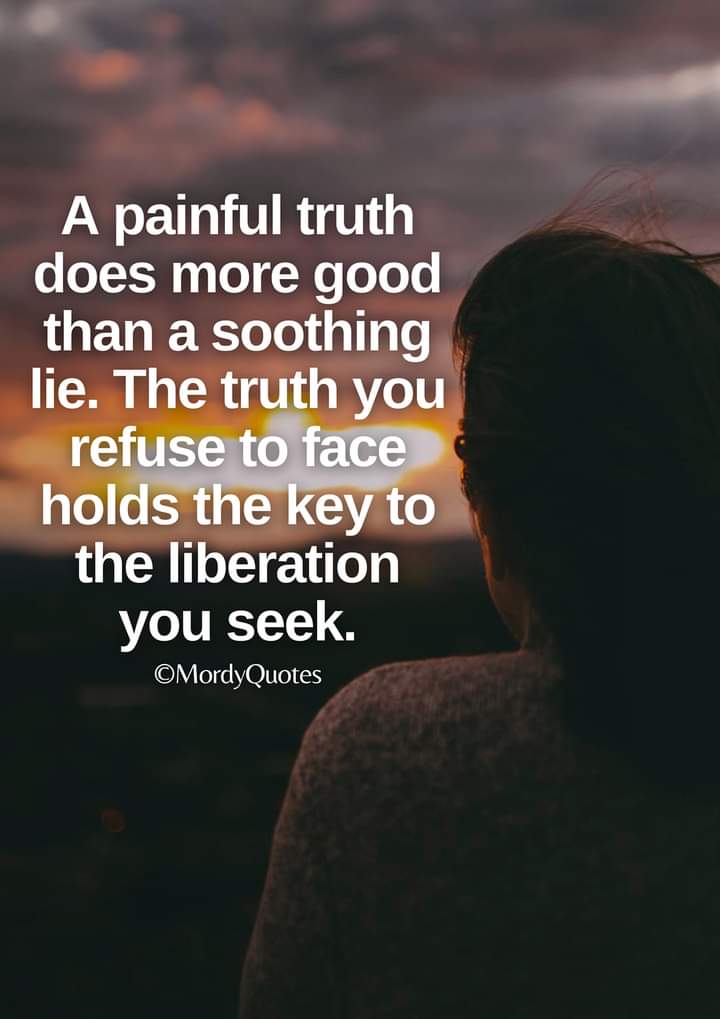 A painful truth
does more good
than a soothing
lie. The truth you
refuse to face
holds the key to
the liberation
you seek.
©MordyQuotes